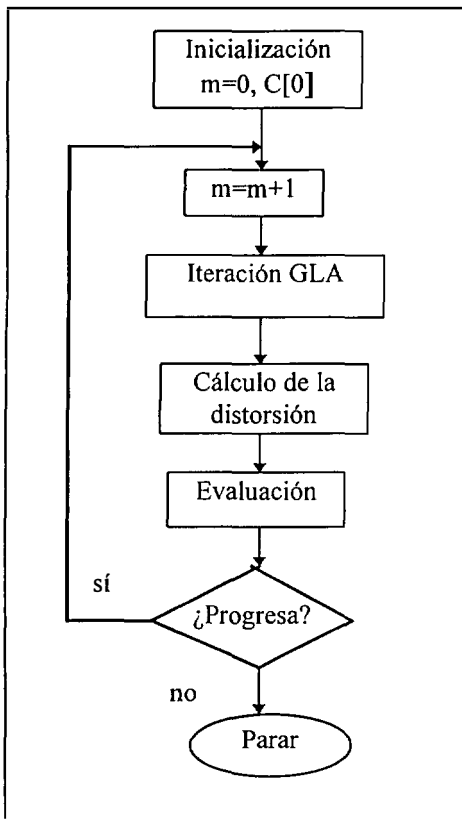 Inicialización
m=0, C[0]
m=m+1
Iteración GLA
Cálculo de la
distorsión
Evaluación
sí
¿Progresa?
no
Parar